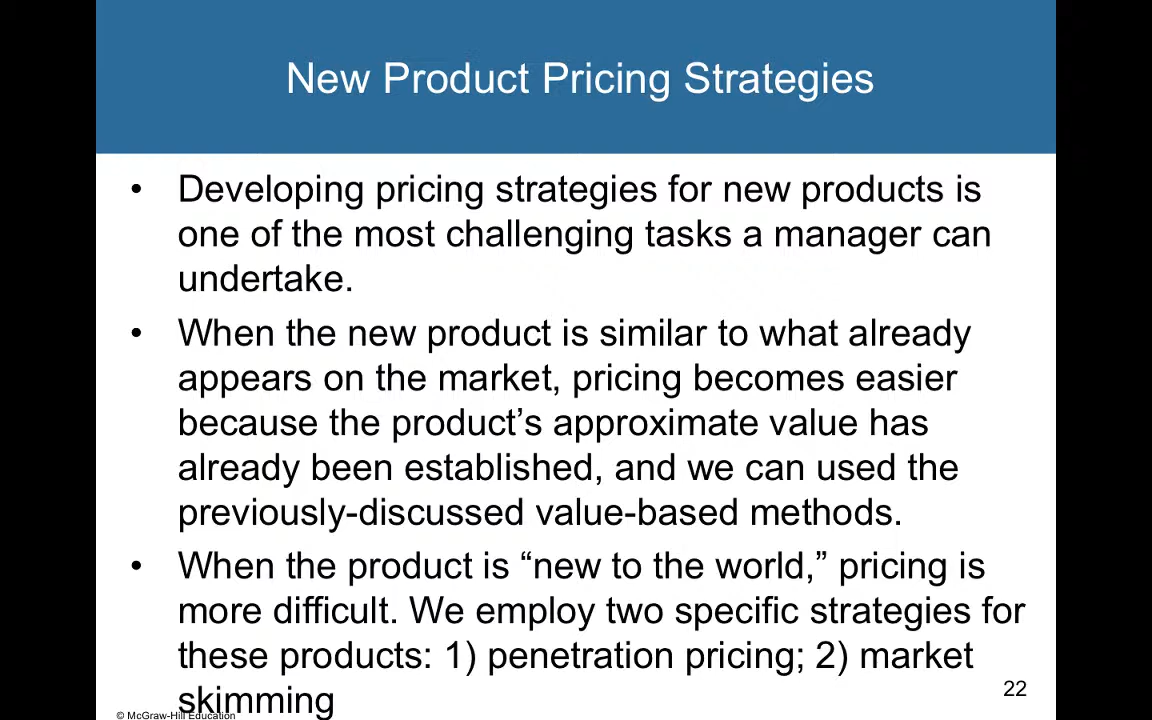 New Product Pricing Strategies
• Developing pricing strategies for new products is
one of the most challenging tasks a manager can
undertake.
• When the new product is similar to what already
appears on the market, pricing becomes easier
because the product’s approximate value has
already been established, and we can used the
previously-discussed value-based methods.
• When the product is “new to the world,” pricing is
more difficult. We employ two specific strategies for
these products: 1) penetration pricing; 2) market
skimming
22
© McGraw-Hill Education